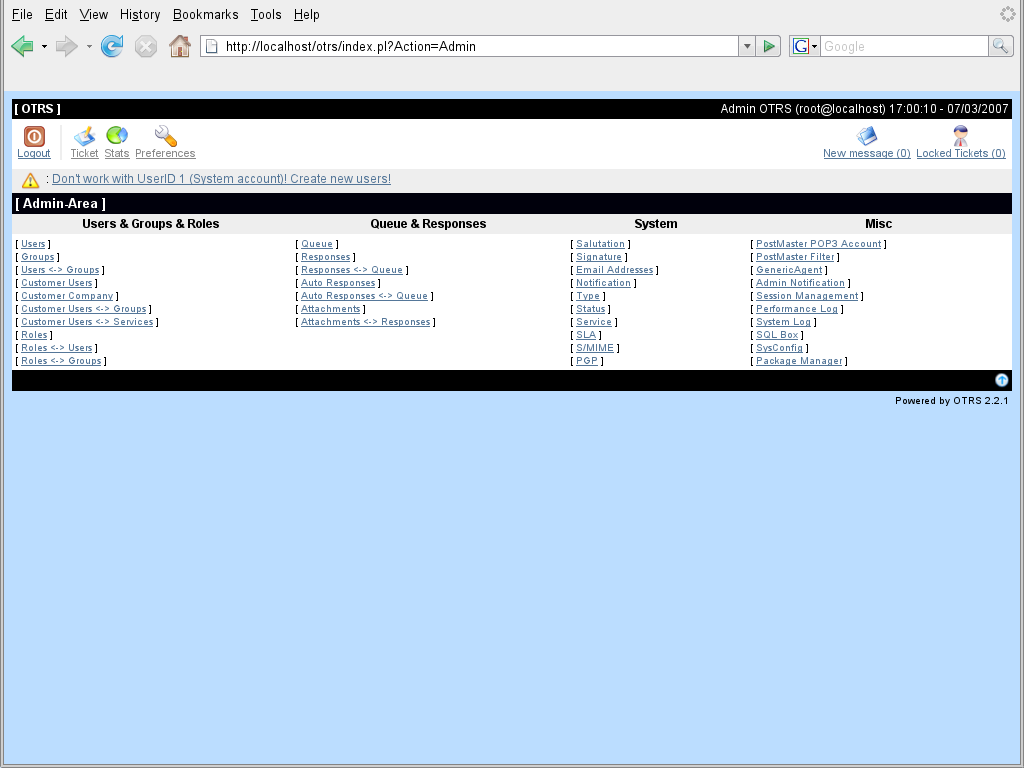 File Edit View History Bookmarks Tools Help
http://localhost/otrs/index.pl?Action=Admin
G Google
[ OTRS ] Admin OTRS (root@localhost) 17:00:10 - 07/03/2007
Logout Ticket Stats Preferences New message (0) Locked Tickets (0)
: Don't work with UserID 1 (System account)! Create new users!
[ Admin-Area ]
Users & Groups & Roles
[ Users ]
[ Groups ]
[ Users <-> Groups ]
[ Customer Users ]
[ Customer Company ]
[ Customer Users <-> Groups ]
[ Customer Users <-> Services ]
[ Roles ]
[ Roles <-> Users ]
[ Roles <-> Groups ]
Queue & Responses
[ Queue ]
[ Responses ]
[ Responses <-> Queue ]
[ Auto Responses ]
[ Auto Responses <-> Queue ]
[ Attachments ]
[ Attachments <-> Responses ]
System
[ Salutation ]
[ Signature ]
[ Email Addresses ]
[ Notification ]
[ Type ]
[ Status ]
[ Service ]
[ SLA ]
[ S/MIME ]
[ PGP ]
Misc
[ PostMaster POP3 Account ]
[ PostMaster Filter ]
[ GenericAgent ]
[ Admin Notification ]
[ Session Management ]
[ Performance Log ]
[ System Log ]
[ SQL Box ]
[ SysConfig ]
[ Package Manager ]
Powered by OTRS 2.2.1